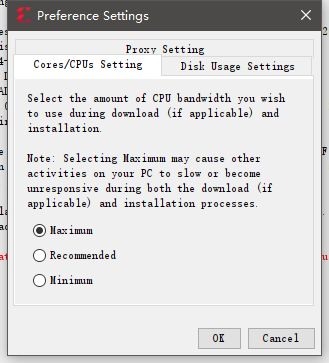 Preference Settings
Proxy Setting
Cores/CPUs Setting
Disk Usage Settings
Select the amount of CPU bandwidth you wish
to use during download (if applicable) and
installation.
Note: Selecting Maximum may cause other
activities on your PC to slow or become
unresponsive during both the download (if
applicable) and installation processes.
Maximum
Recommended
Minimum
OK
Cancel